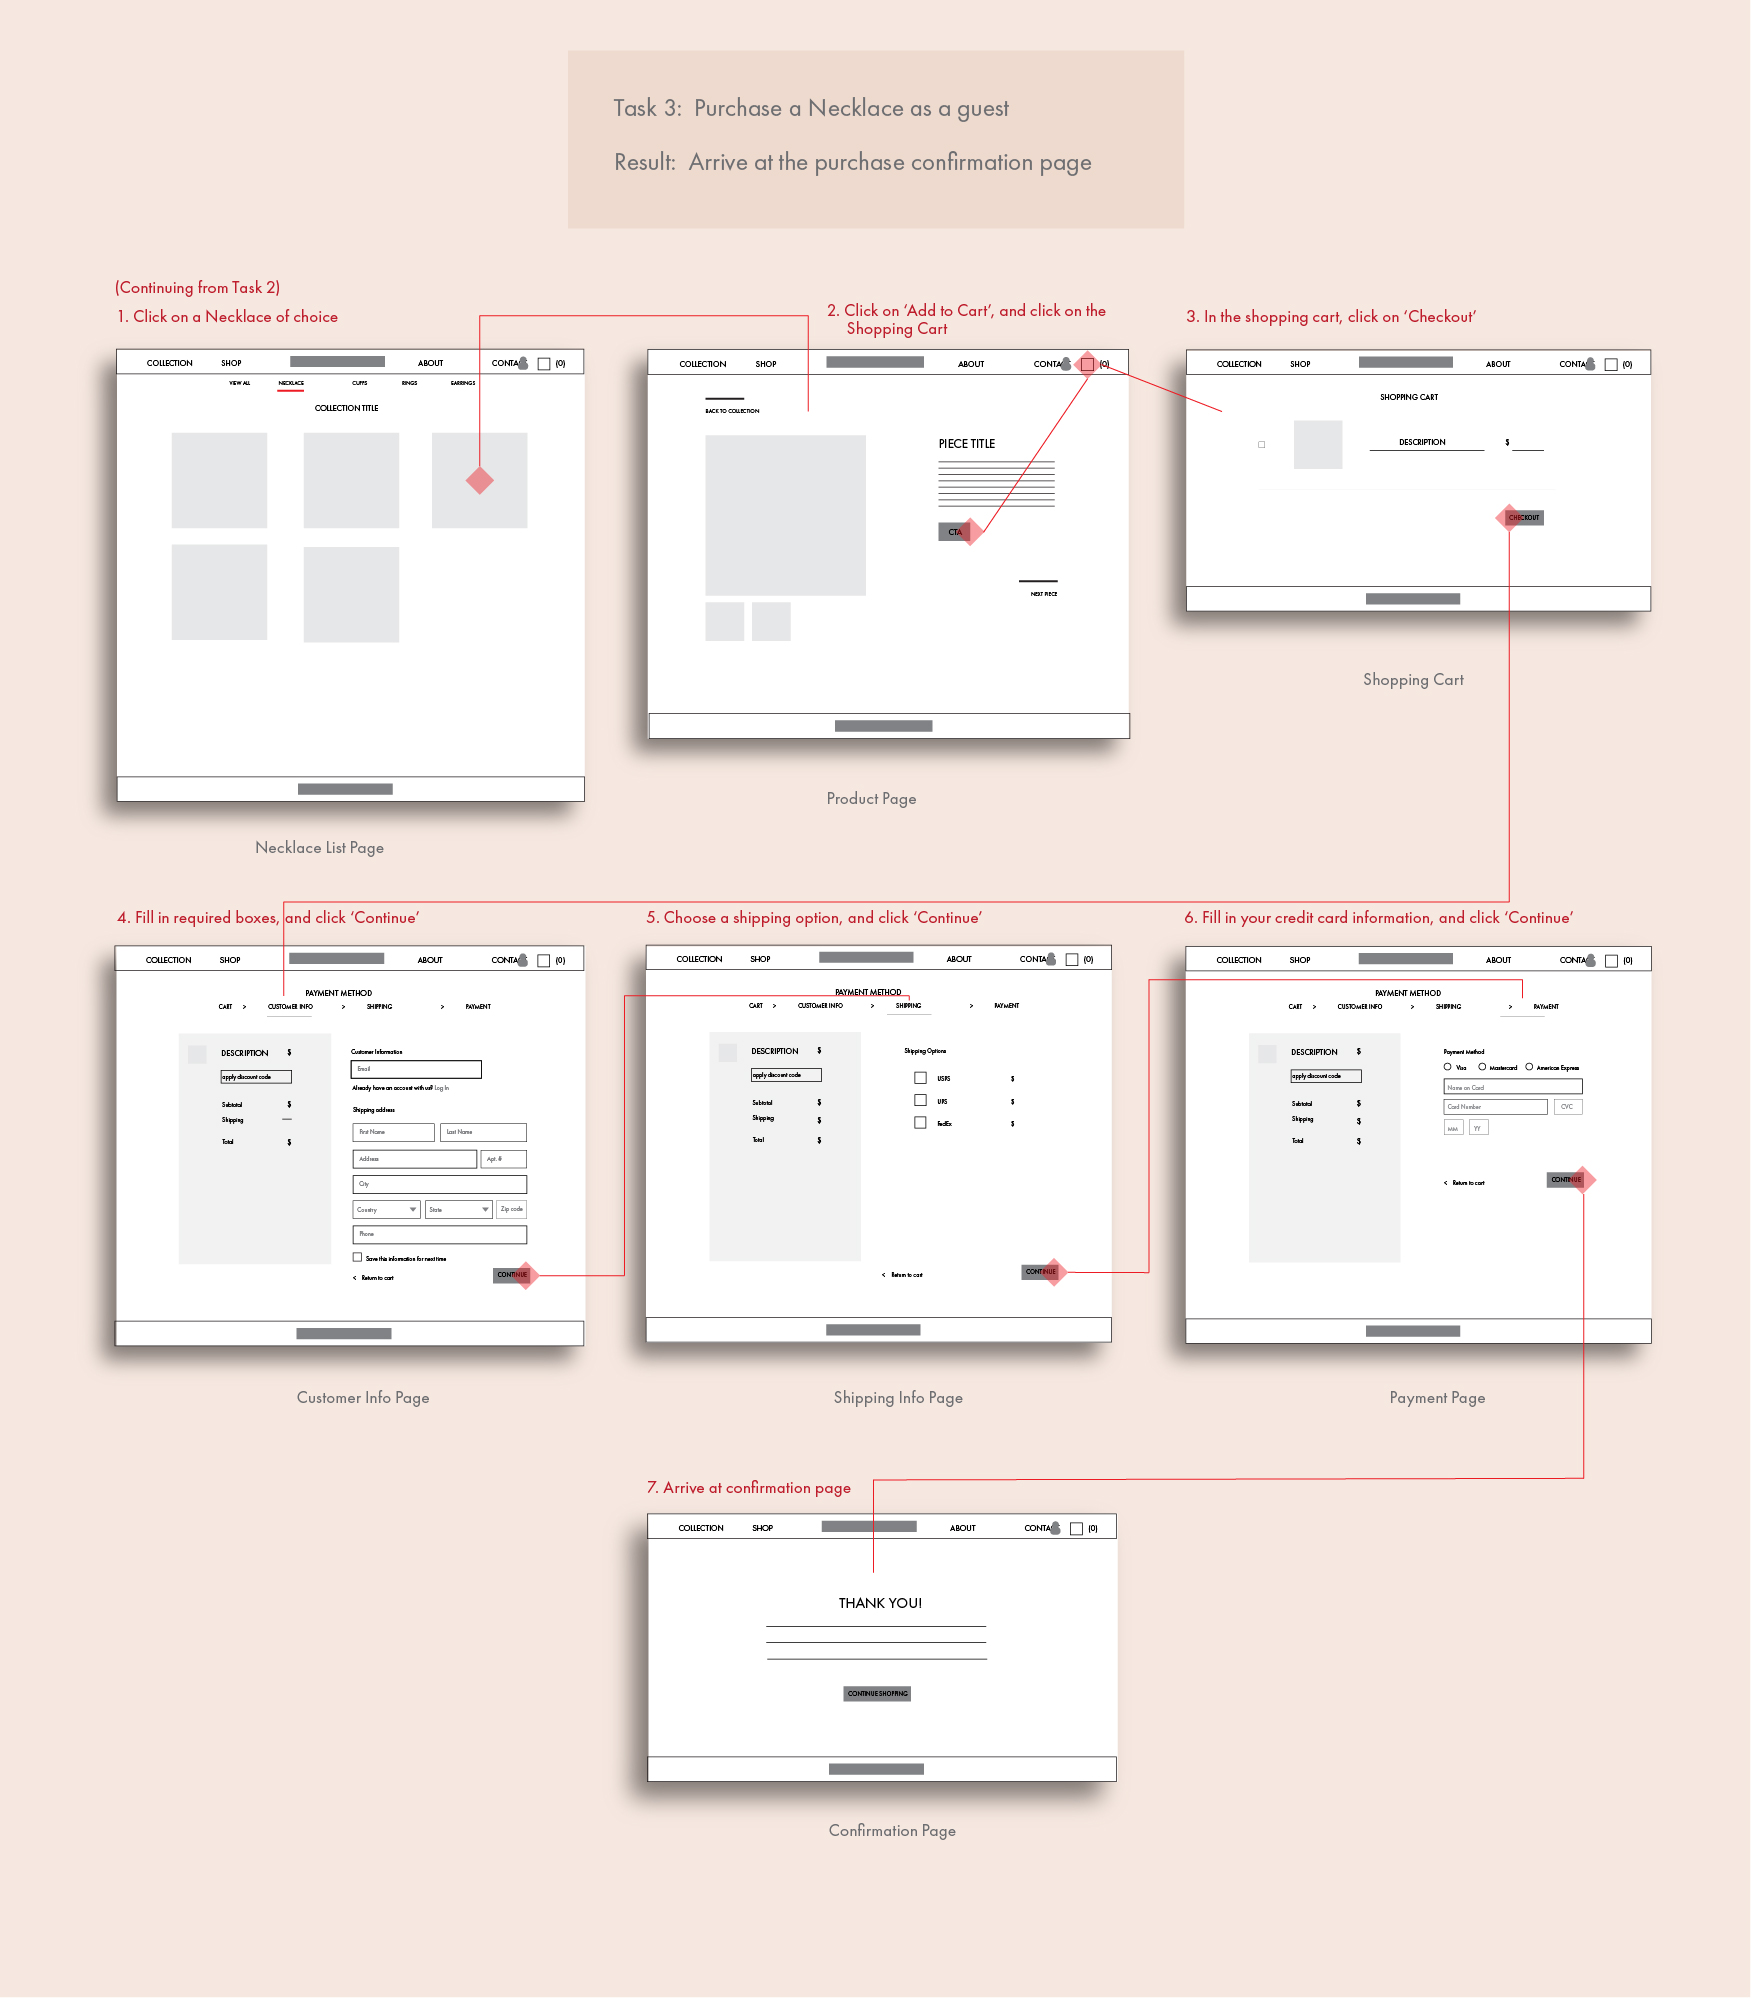 Task 3: Purchase a Necklace as a guest
Result: Arrive at the purchase confirmation page
(Continuing from Task 2)
1. Click on a Necklace of choice
COLLECTION SHOP ABOUT CONTA (0)
VIEW ALL NECKLACE CUFFS RINGS EARRINGS
COLLECTION TITLE
Necklace List Page
2. Click on ‘Add to Cart’, and click on the
Shopping Cart
COLLECTION SHOP ABOUT CONTA (0)
BACK TO COLLECTION
PIECE TITLE
CTA
NEXT PIECE
Product Page
3. In the shopping cart, click on ‘Checkout’
COLLECTION SHOP ABOUT CONTA (0)
SHOPPING CART
DESCRIPTION $
CHECKOUT
Shopping Cart
4. Fill in required boxes, and click ‘Continue’
COLLECTION SHOP ABOUT CONTA (0)
PAYMENT METHOD
CART > CUSTOMER INFO > SHIPPING > PAYMENT
DESCRIPTION $
apply discount code
Subtotal $
Shipping —
Total $
Customer Information
Email
Already have an account with us? Log In
Shipping address
First Name Last Name
Address Apt. #
City
Country State Zip code
Phone
Save this information for next time
< Return to cart CONTINUE
Customer Info Page
5. Choose a shipping option, and click ‘Continue’
COLLECTION SHOP ABOUT CONTA (0)
PAYMENT METHOD
CART > CUSTOMER INFO > SHIPPING > PAYMENT
DESCRIPTION $
apply discount code
Subtotal $
Shipping $
Total $
Shipping Options
USPS $
UPS $
FedEx $
< Return to cart CONTINUE
Shipping Info Page
6. Fill in your credit card information, and click ‘Continue’
COLLECTION SHOP ABOUT CONTA (0)
PAYMENT METHOD
CART > CUSTOMER INFO > SHIPPING > PAYMENT
DESCRIPTION $
apply discount code
Subtotal $
Shipping $
Total $
Payment Method
Visa Mastercard American Express
Name on Card
Card Number CVC
MM YY
< Return to cart CONTINUE
Payment Page
7. Arrive at confirmation page
COLLECTION SHOP ABOUT CONTA (0)
THANK YOU!
CONTINUE SHOPPING
Confirmation Page